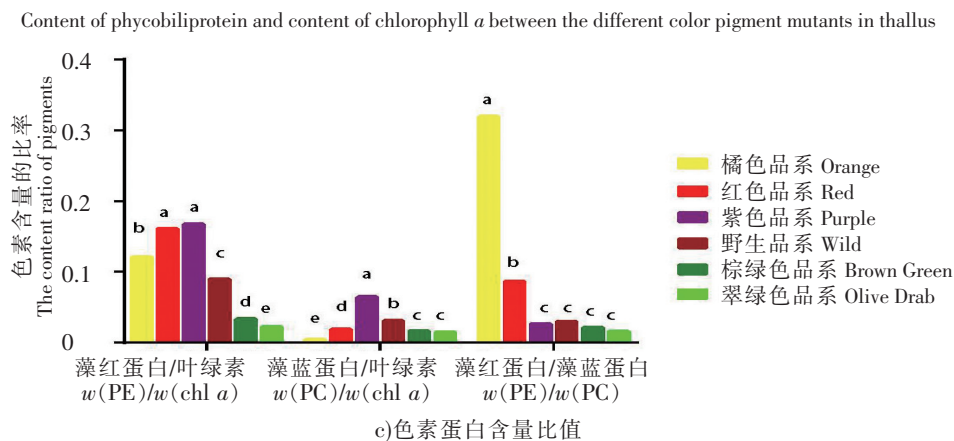 Content of phycobiliprotein and content of chlorophyll a between the different color pigment mutants in thallus
色素含量的比率
The content ratio of pigments
0.4
0.3
0.2
0.1
0
b a a c d e
e d a b c c
a b c c c c
藻红蛋白/叶绿素 藻蓝蛋白/叶绿素 藻红蛋白/藻蓝蛋白
w(PE)/w(chl a) w(PC)/w(chl a) w(PE)/w(PC)
橘色品系 Orange
红色品系 Red
紫色品系 Purple
野生品系 Wild
棕绿色品系 Brown Green
翠绿色品系 Olive Drab
c)色素蛋白含量比值